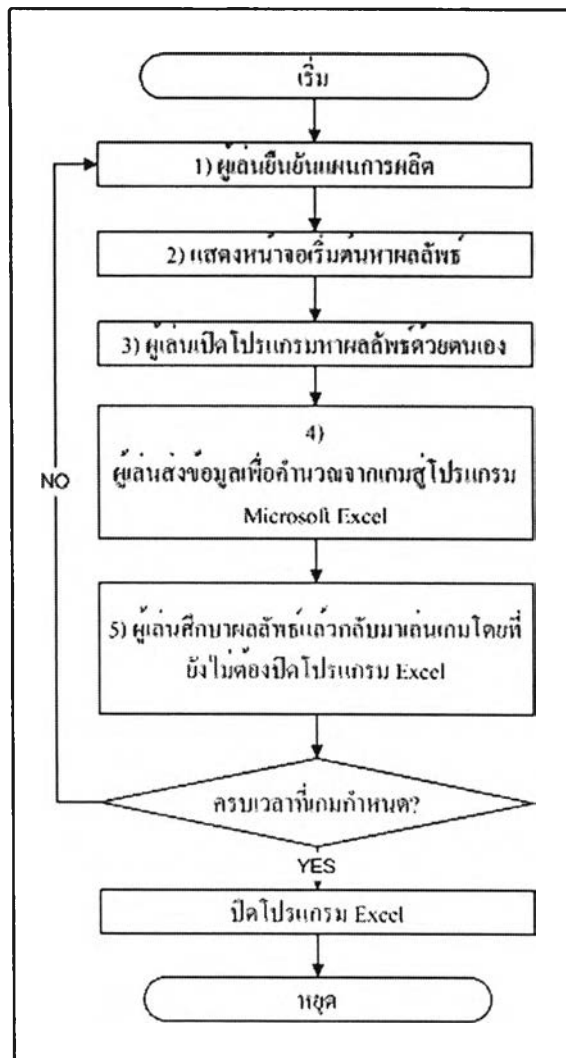 เริ่ม
1) ผู้เล่นยืนยันแผนการผลิต
2) แสดงหน้าจอเริ่มต้นหาผลลัพธ์
3) ผู้เล่นเปิดโปรแกรมหาผลลัพธ์ด้วยตนเอง
4)
ผู้เล่นส่งข้อมูลเพื่อคำนวณจากเกมสู่โปรแกรม
Microsoft Excel
NO
5) ผู้เล่นศึกษาผลลัพธ์แล้วกลับมาเล่นเกมโดยที่
ยังไม่ต้องปิดโปรแกรม Excel
ครบเวลาที่เกมกำหนด?
YES
ปิดโปรแกรม Excel
หยุด